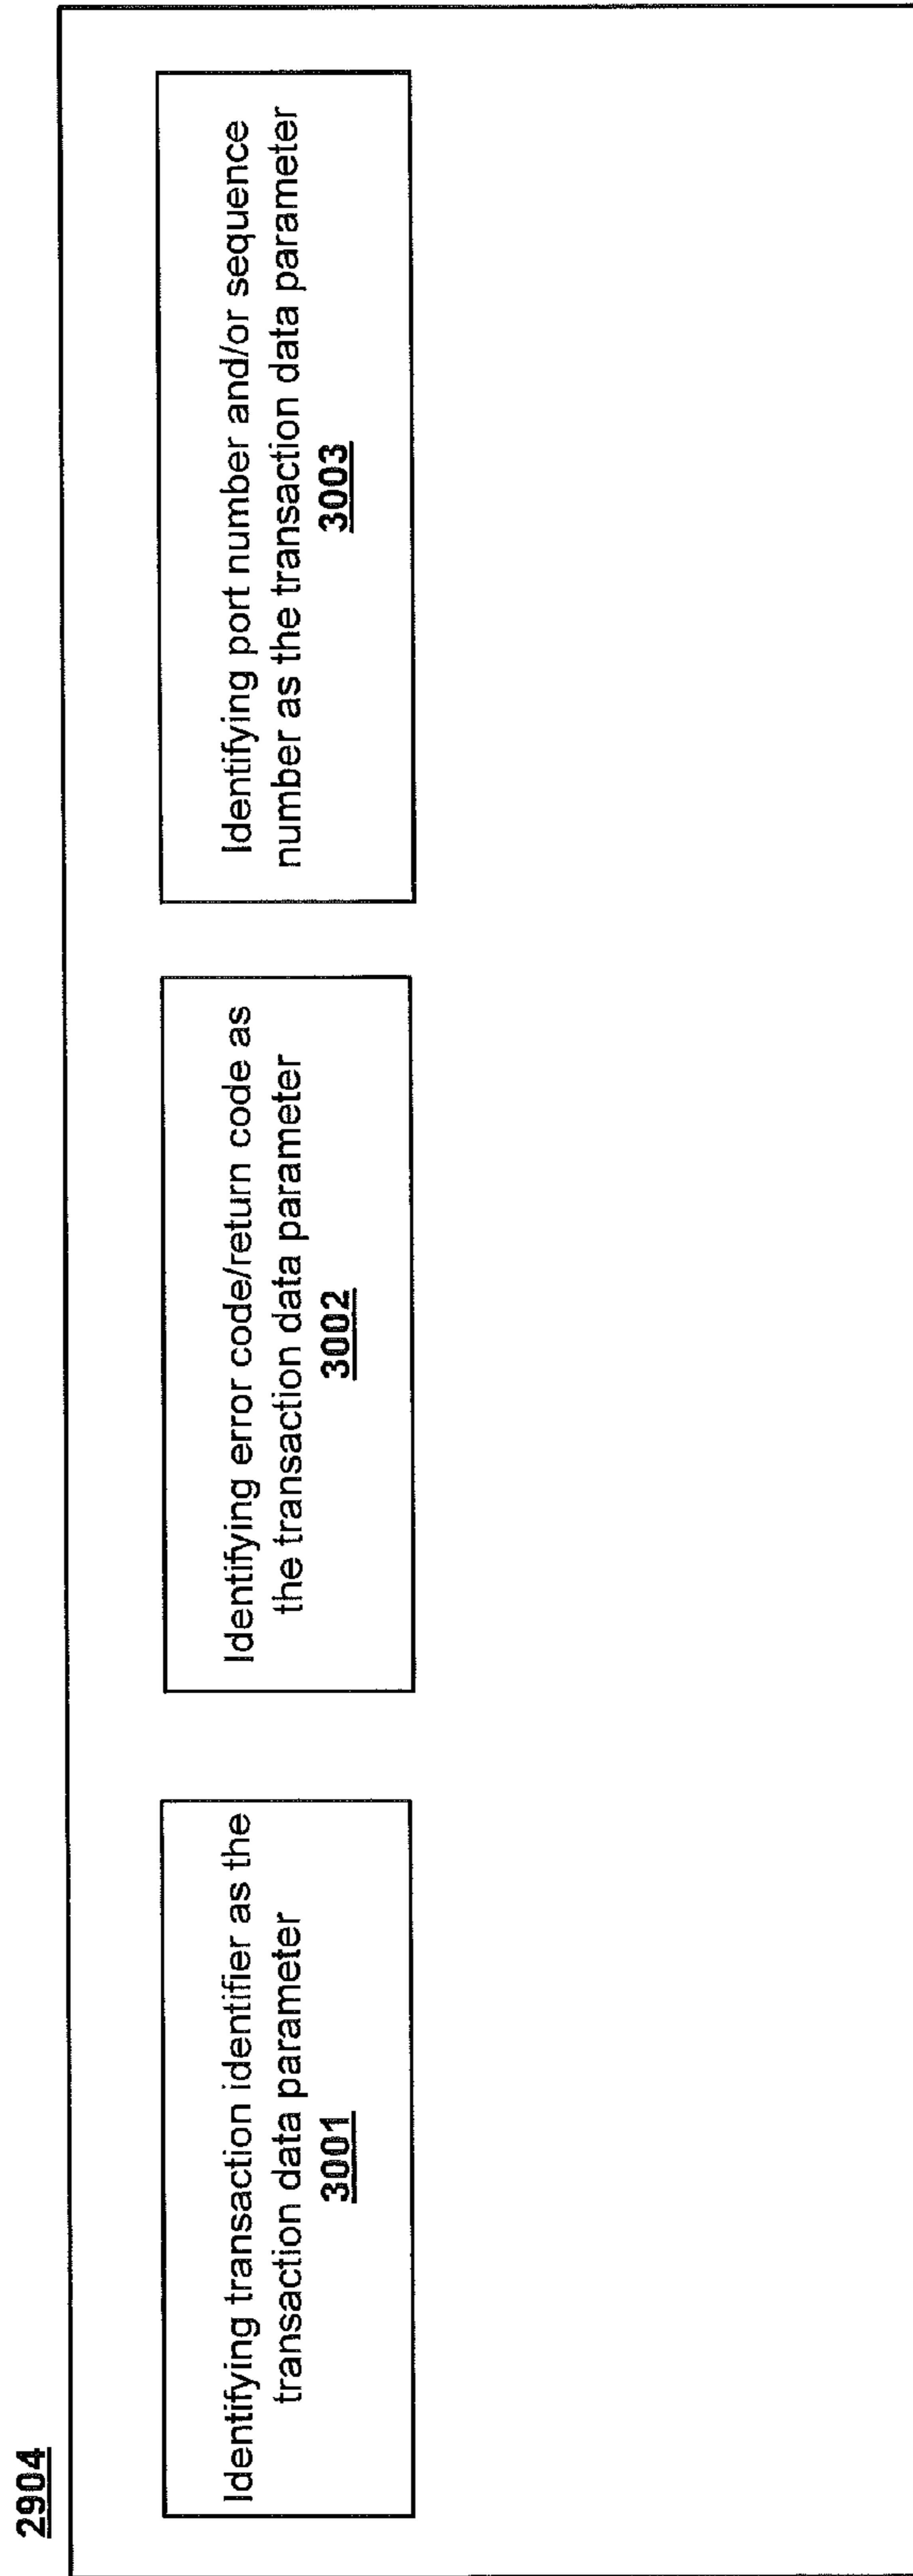 2904
Identifying transaction identifier as the
transaction data parameter
3001
Identifying error code/return code as
the transaction data parameter
3002
Identifying port number and/or sequence
number as the transaction data parameter
3003